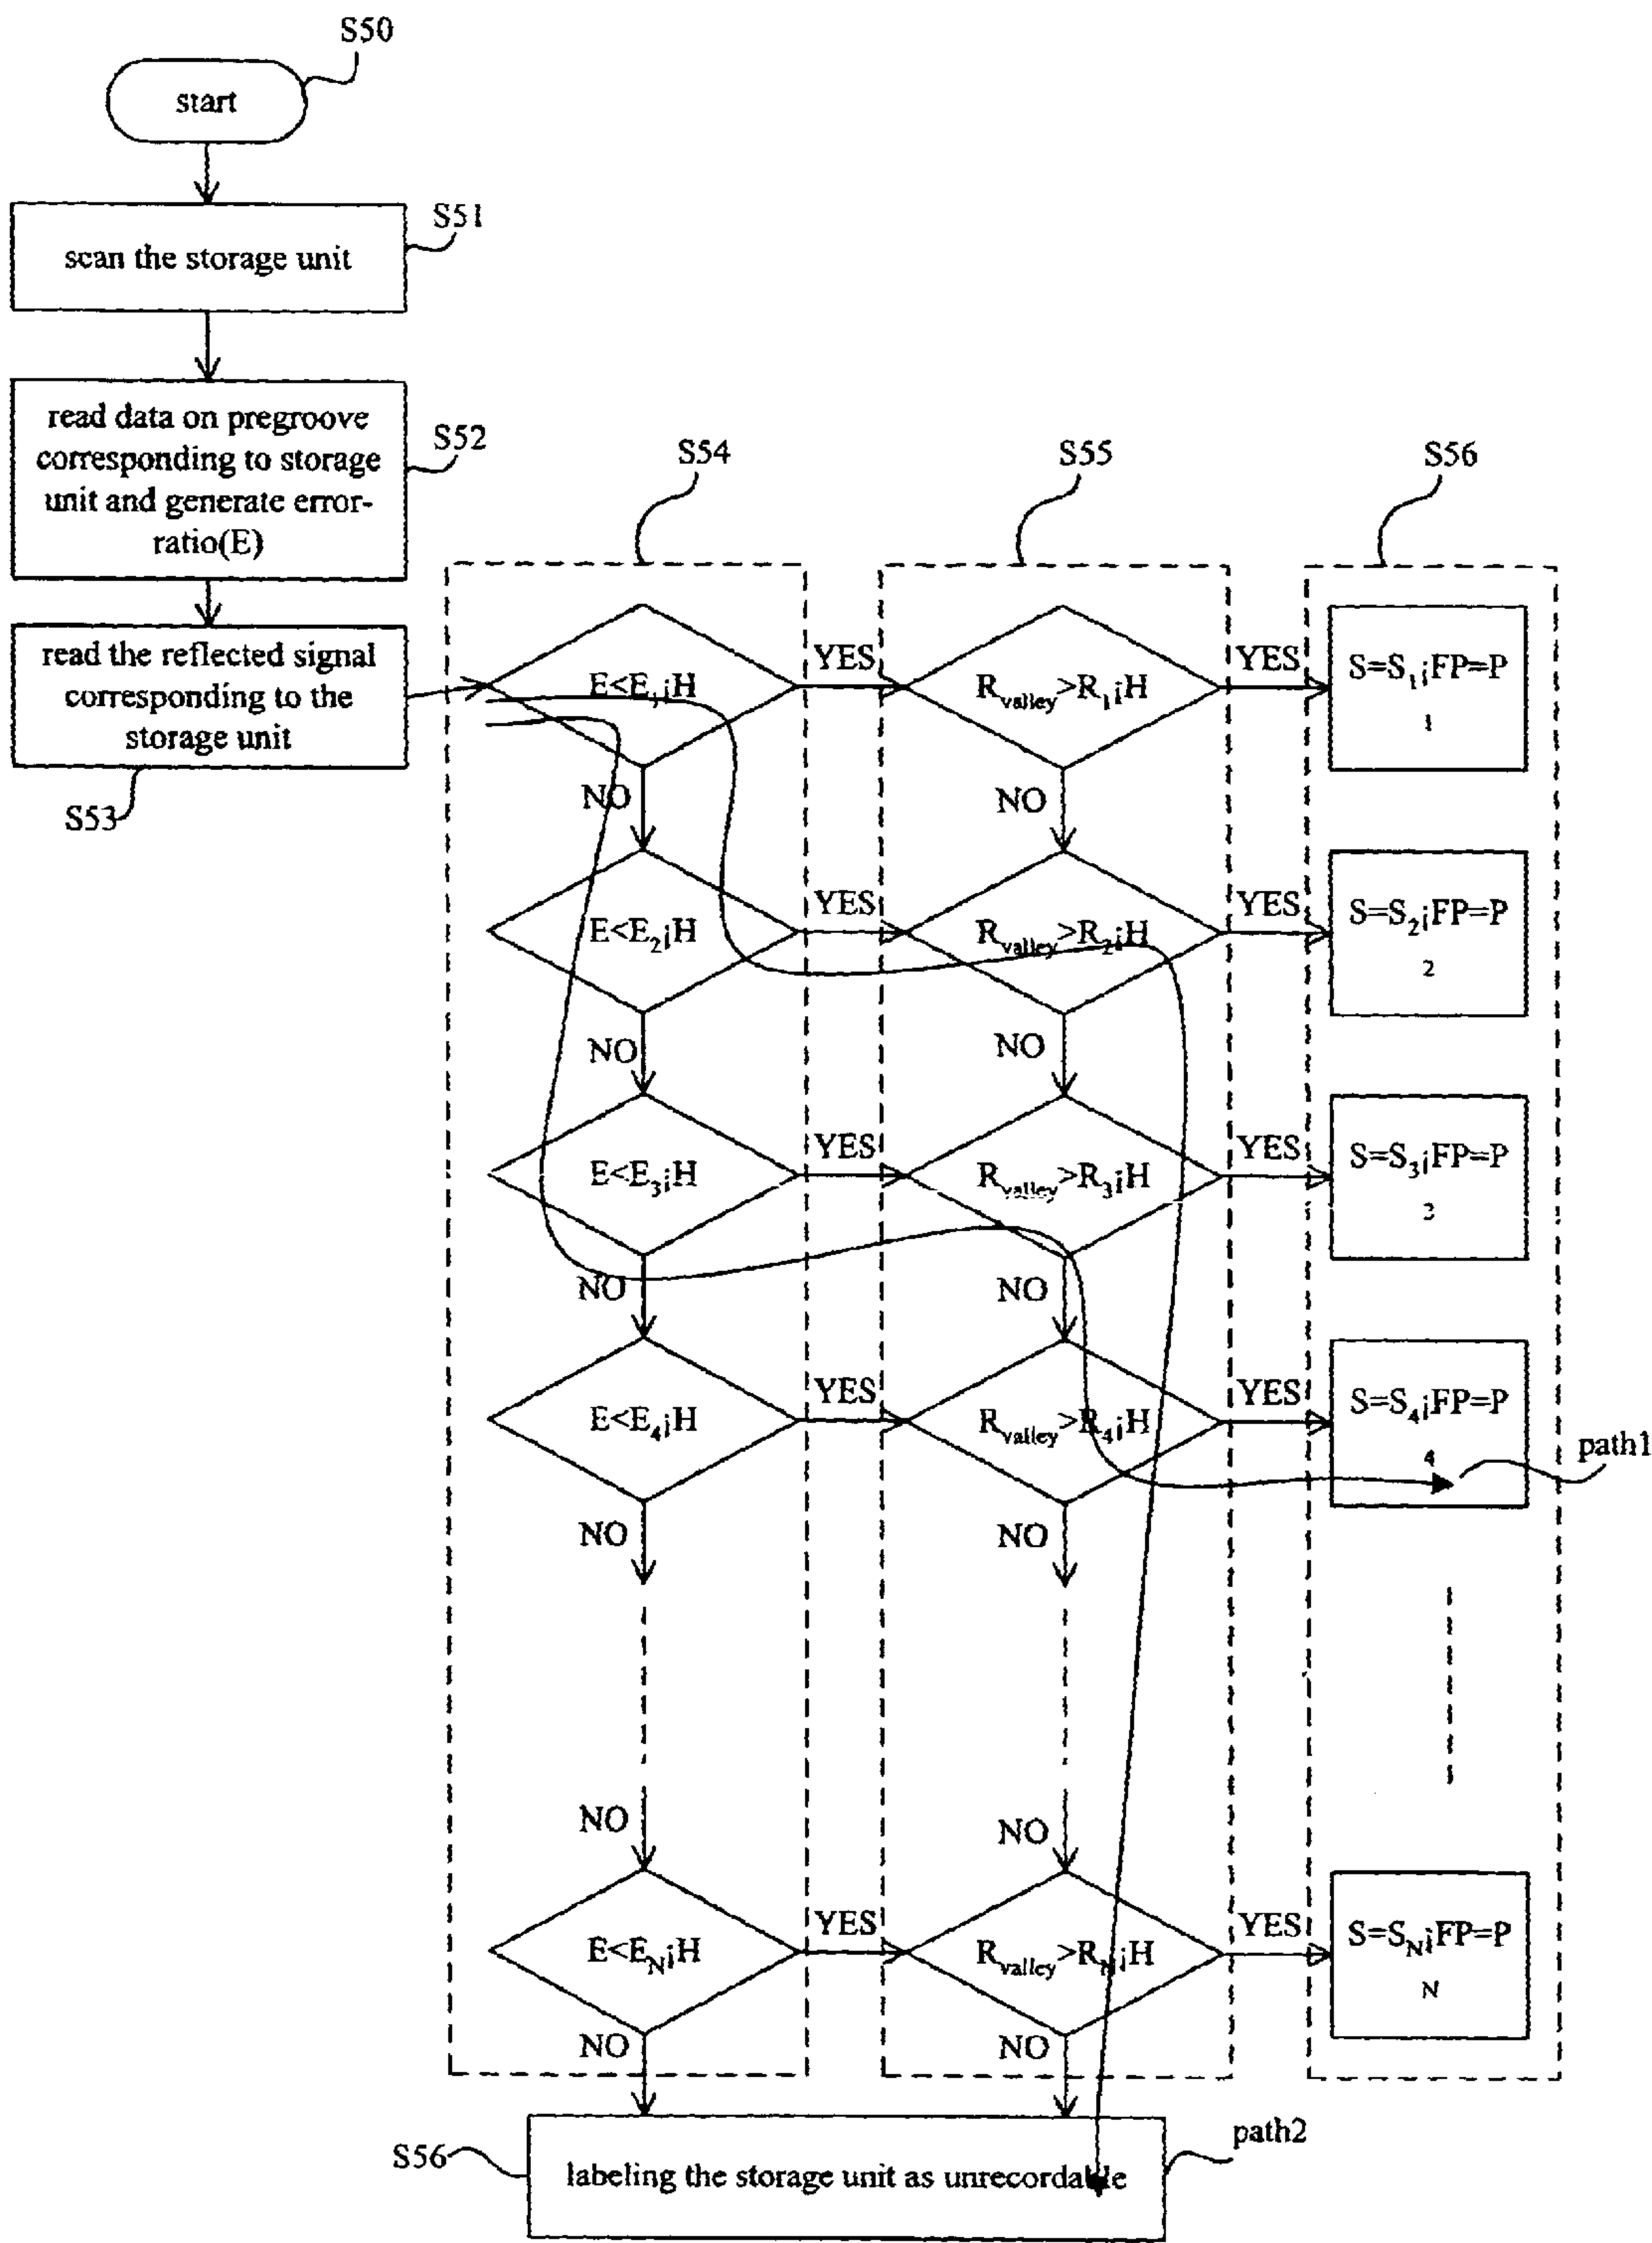 S50
start
S51
scan the storage unit
read data on pregroove
corresponding to storage
unit and generate error-
ratio(E)
S52
read the reflected signal
corresponding to the
storage unit
S53
S54
S55
S56
E<E1¡H
YES
Rvalley>R1¡H
YES
S=S1¡FP=P
1
NO
NO
E<E2¡H
YES
Rvalley>R2¡H
YES
S=S2¡FP=P
2
NO
NO
E<E3¡H
YES
Rvalley>R3¡H
YES
S=S3¡FP=P
3
NO
NO
E<E4¡H
YES
Rvalley>R4¡H
YES
S=S4¡FP=P
4
path1
NO
NO
NO
NO
E<EN¡H
YES
Rvalley>RN¡H
YES
S=SN¡FP=P
N
NO
NO
S56
labeling the storage unit as unrecordable
path2